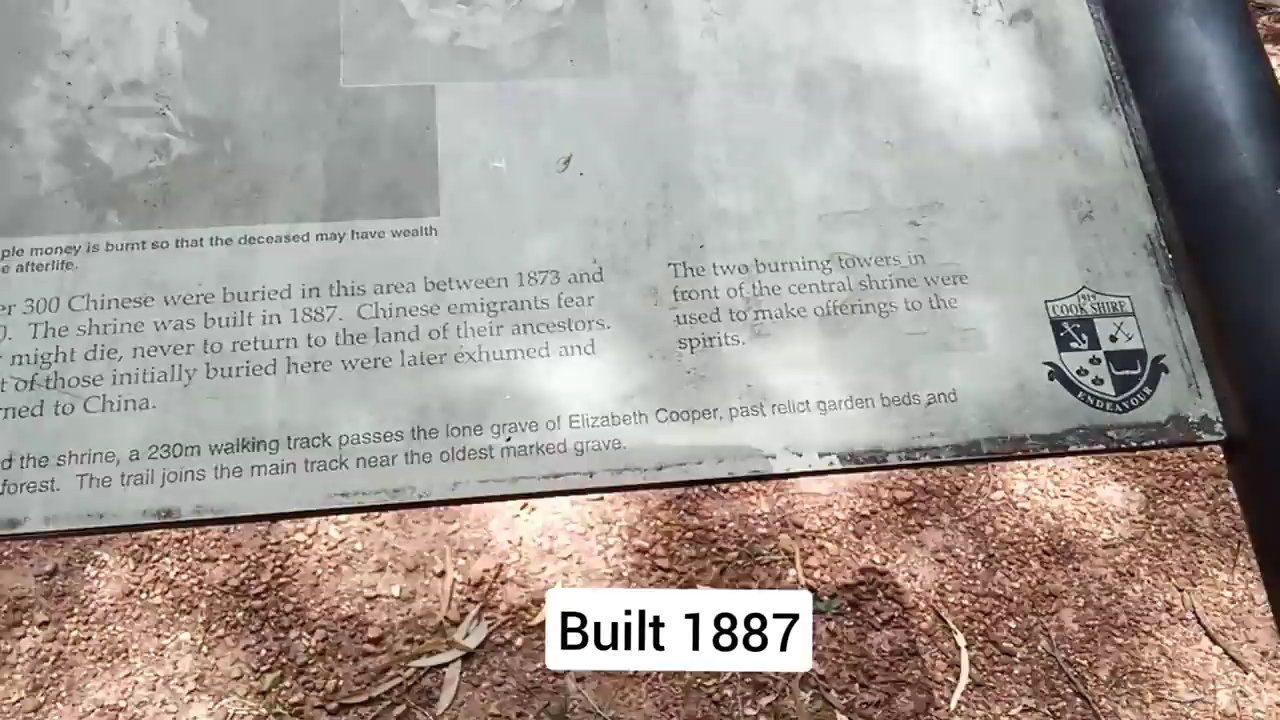 ple money is burnt so that the deceased may have wealth
e afterlife.
er 300 Chinese were buried in this area between 1873 and
0. The shrine was built in 1887. Chinese emigrants fear
might die, never to return to the land of their ancestors.
t of those initially buried here were later exhumed and
rned to China.
The two burning towers in
front of the central shrine were
used to make offerings to the
spirits.
d the shrine, a 230m walking track passes the lone grave of Elizabeth Cooper, past relict garden beds and
forest. The trail joins the main track near the oldest marked grave.
1919
COOK SHIRE
ENDEAVOUR
Built 1887